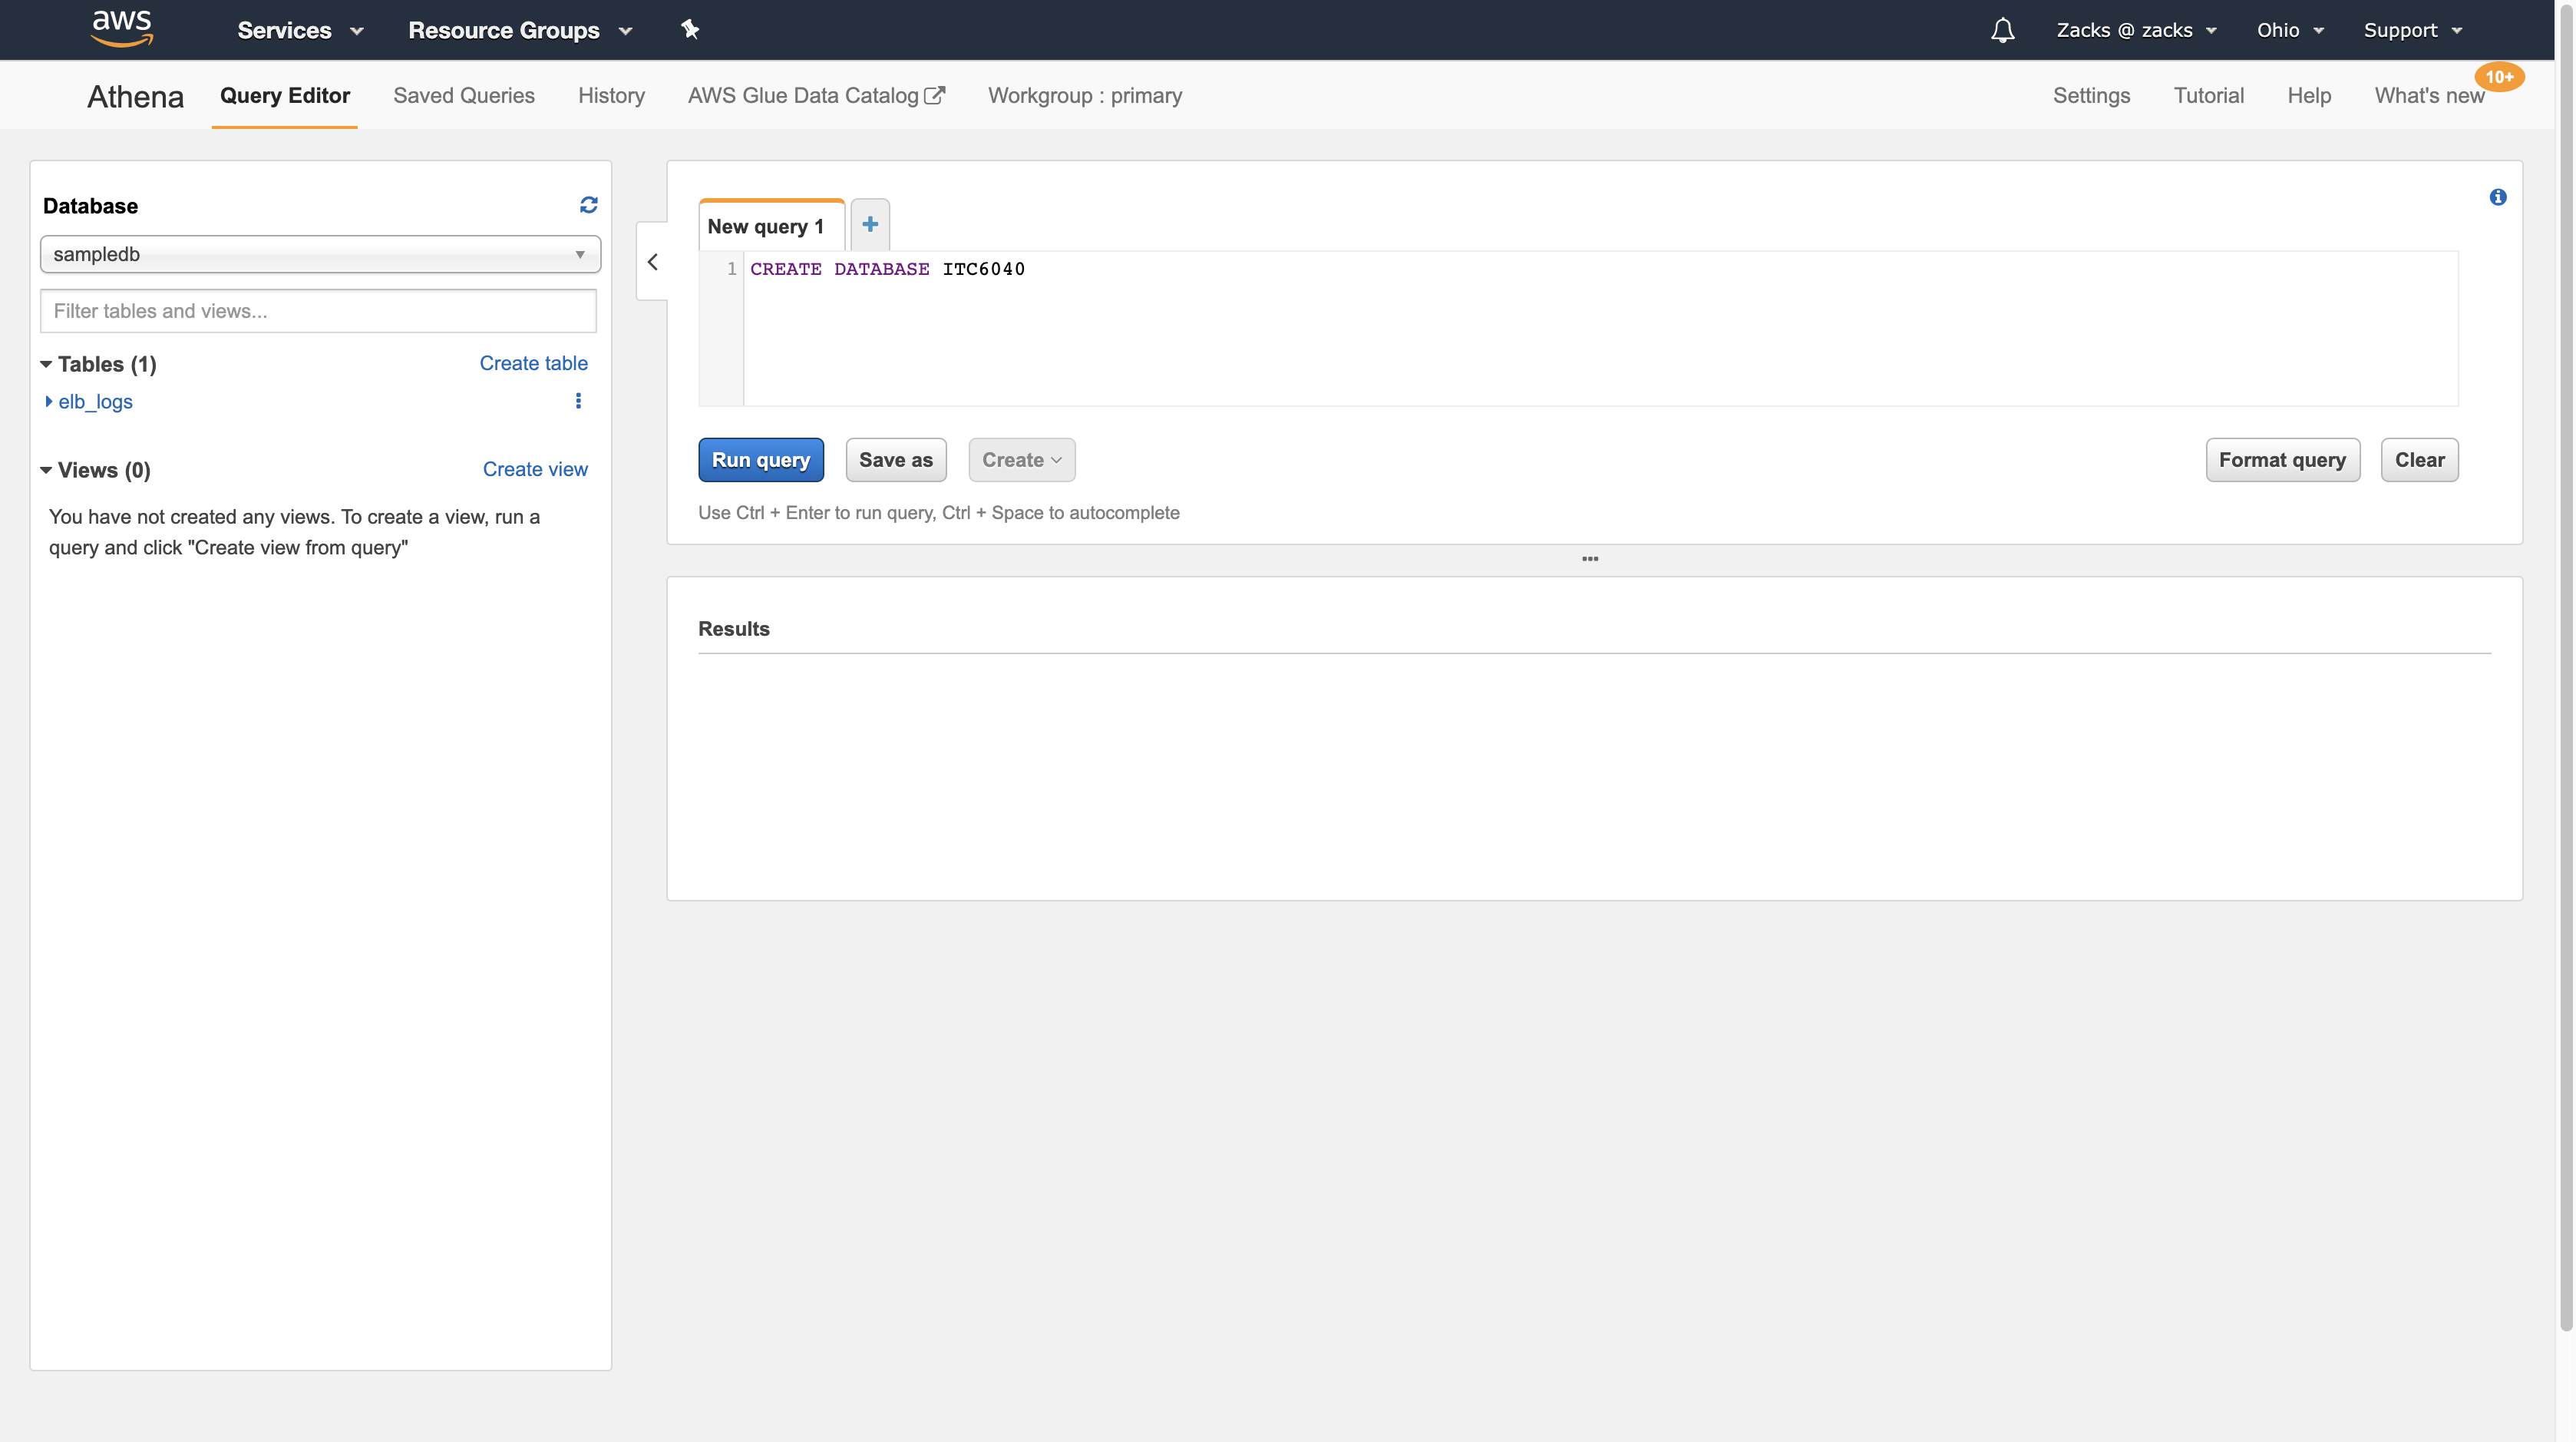 aws Services Resource Groups Zacks @ zacks Ohio Support
10+
Athena Query Editor Saved Queries History AWS Glue Data Catalog Workgroup : primary Settings Tutorial Help What's new
Database
sampledb
Filter tables and views...
Tables (1) Create table
elb_logs
Views (0) Create view
You have not created any views. To create a view, run a
query and click "Create view from query"
New query 1
1 CREATE DATABASE ITC6040
Run query Save as Create Format query Clear
Use Ctrl + Enter to run query, Ctrl + Space to autocomplete
Results